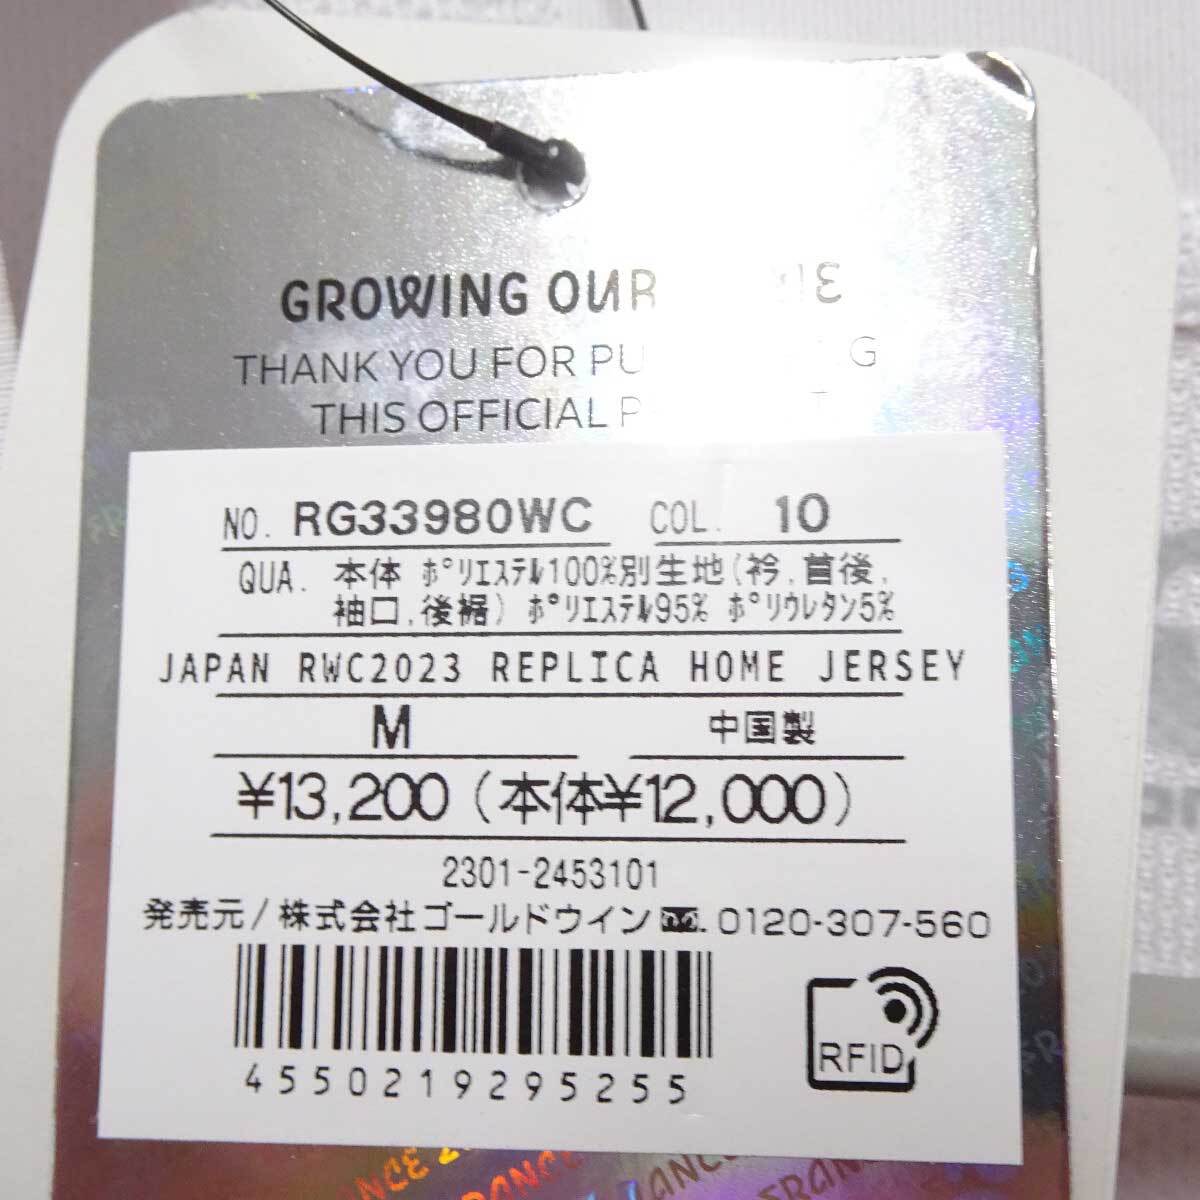 GROWING OUR
THANK YOU FOR
THIS OFFICIAL
NO. RG33980WC COL. 10
QUA. 本体 ポリエステル100%別生地(衿,首後,
袖口,後裾) ポリエステル95% ポリウレタン5%
JAPAN RWC2023 REPLICA HOME JERSEY
M 中国製
¥13,200(本体¥12,000)
2301-2453101
発売元/株式会社ゴールドウイン 0120-307-560
RFID
4550219295255
FRANCE